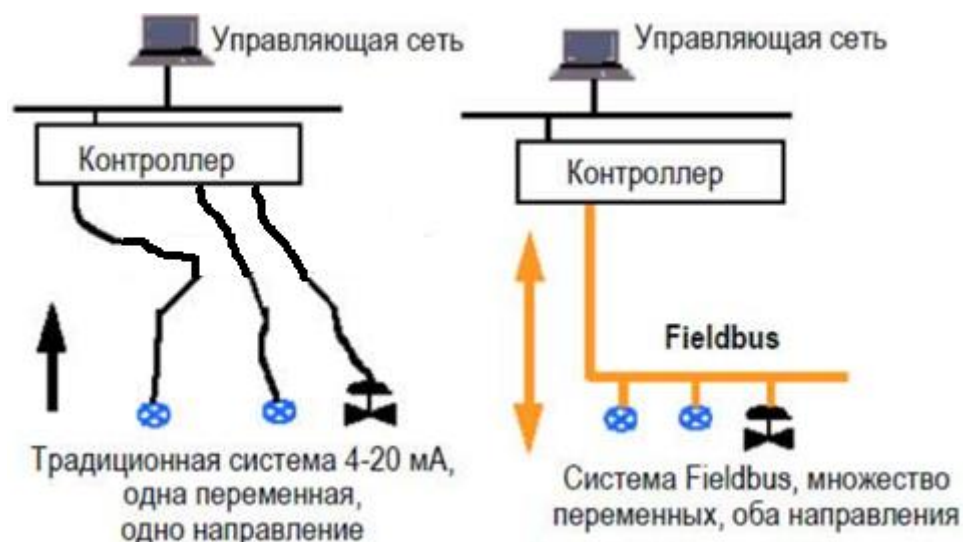 Управляющая сеть
Контроллер
Традиционная система 4-20 мА,
одна переменная,
одно направление
Управляющая сеть
Контроллер
Fieldbus
Система Fieldbus, множество
переменных, оба направления